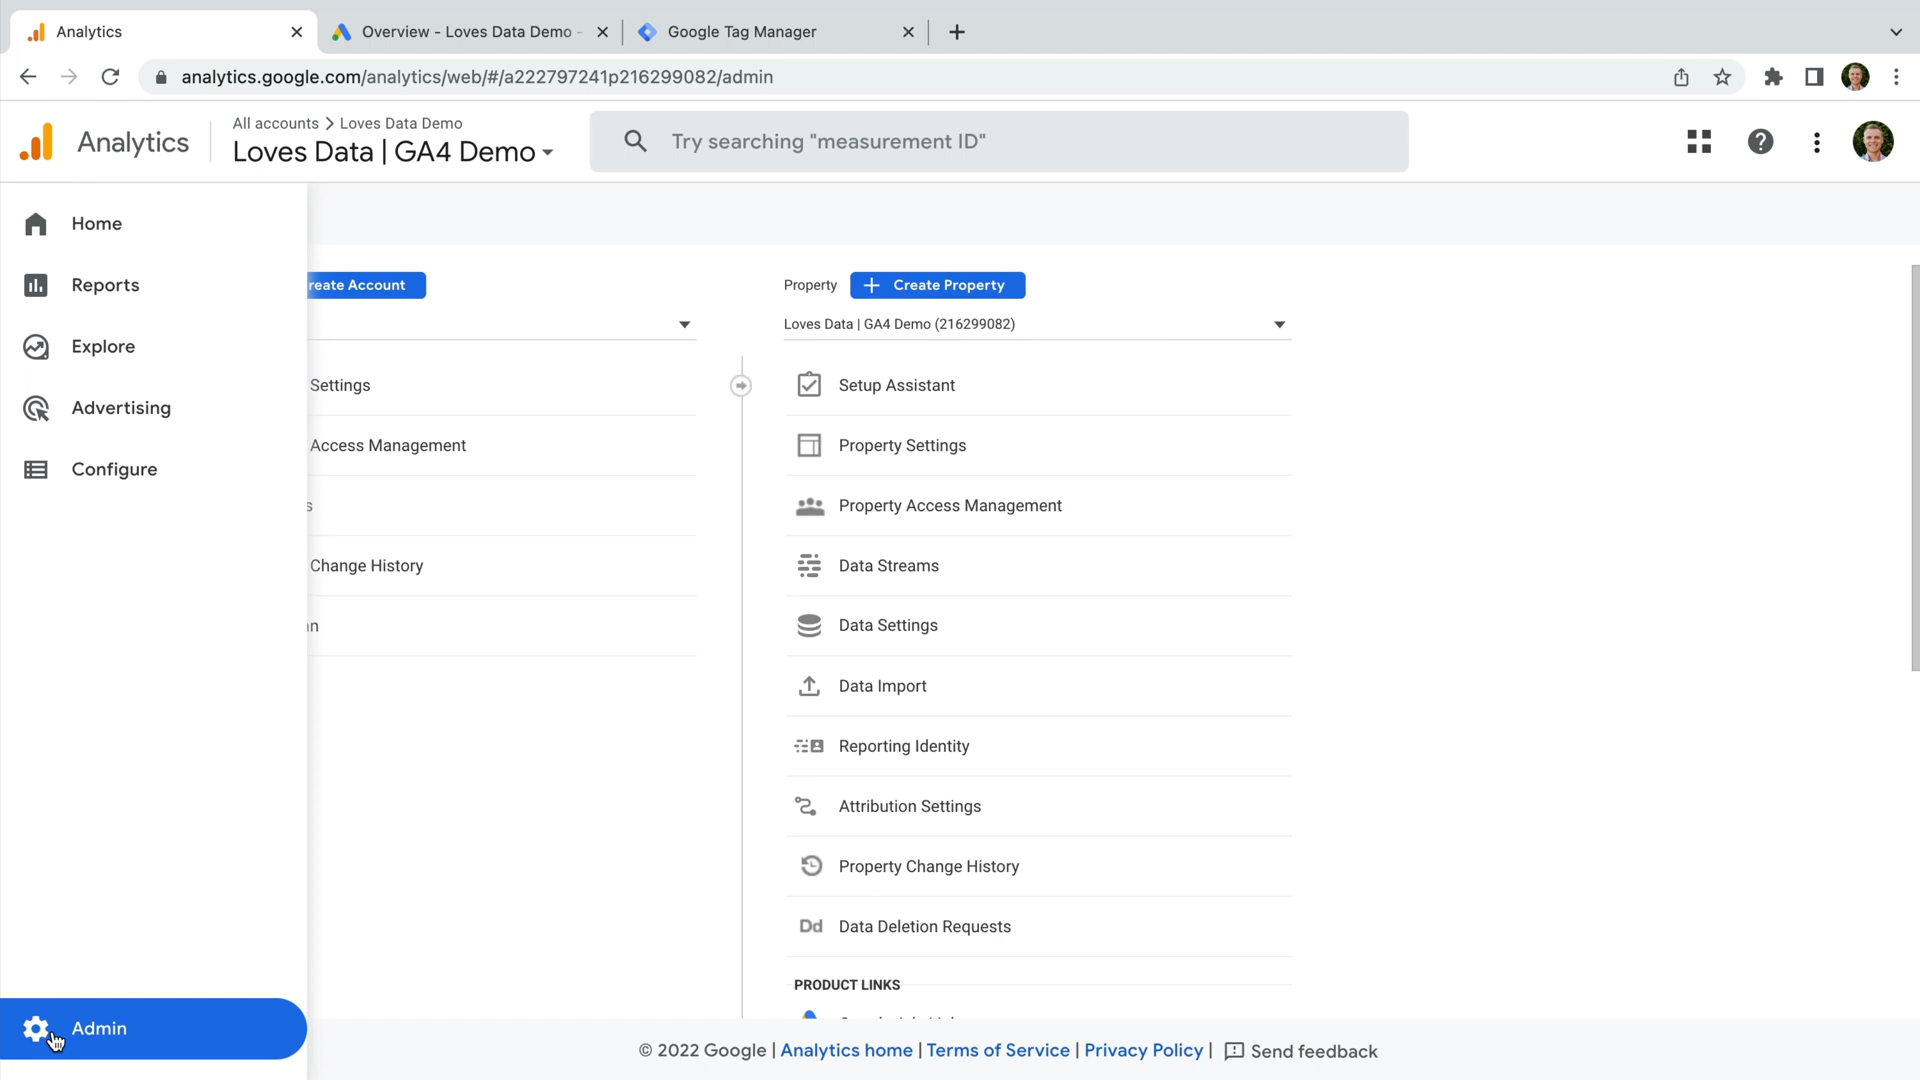 Analytics
Overview - Loves Data Demo -
Google Tag Manager
analytics.google.com/analytics/web/#/a222797241p216299082/admin
Analytics
All accounts > Loves Data Demo
Loves Data | GA4 Demo
Try searching "measurement ID"
Home
Reports
Explore
Advertising
Configure
Admin
reate Account
Settings
Access Management
s
Change History
n
Property
+ Create Property
Loves Data | GA4 Demo (216299082)
Setup Assistant
Property Settings
Property Access Management
Data Streams
Data Settings
Data Import
Reporting Identity
Attribution Settings
Property Change History
Dd Data Deletion Requests
PRODUCT LINKS
© 2022 Google | Analytics home | Terms of Service | Privacy Policy | Send feedback